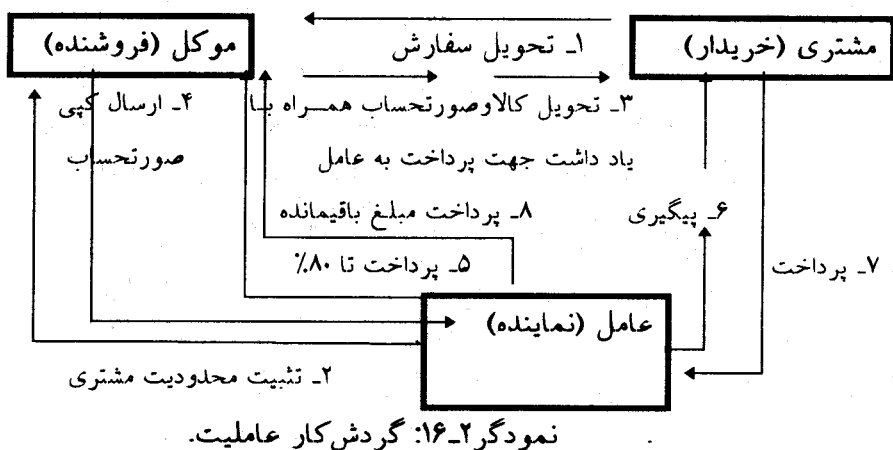 موکل (فروشنده)
مشتری (خریدار)
۱ـ تحویل سفارش
۳ـ تحویل کالاوصورتحساب همراه با
یاد داشت جهت پرداخت به عامل
۴ـ ارسال کپی
صورتحساب
۸ـ پرداخت مبلغ باقیمانده
۶ـ پیگیری
۵ـ پرداخت تا ۸۰٪
۷ـ پرداخت
عامل (نماینده)
۲ـ تثبیت محدودیت مشتری
نمودگر۲ـ۱۶: گردش‌کار عاملیت.